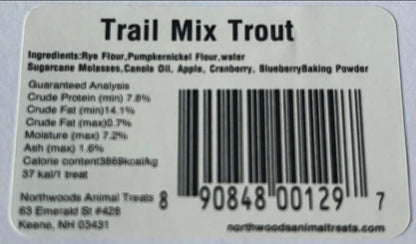 Trail Mix Trout
Ingredients:Rye Flour,Pumpkernickel Flour,water
Sugarcane Molasses,Canola Oil, Apple, Cranberry, BlueberryBaking Powder
Guaranteed Analysis
Crude Protein (min) 7.8%
Crude Fat (min)14.1%
Crude Fat (max)0.7%
Moisture (max) 7.2%
Ash (max) 1.6%
Calorie content3869kcal/kg
37 kal/1 treat
Northwoods Animal Treats
63 Emerald St #426
Keene, NH 03431
8 90848 00129 7
northwoodsanimaltreats.com